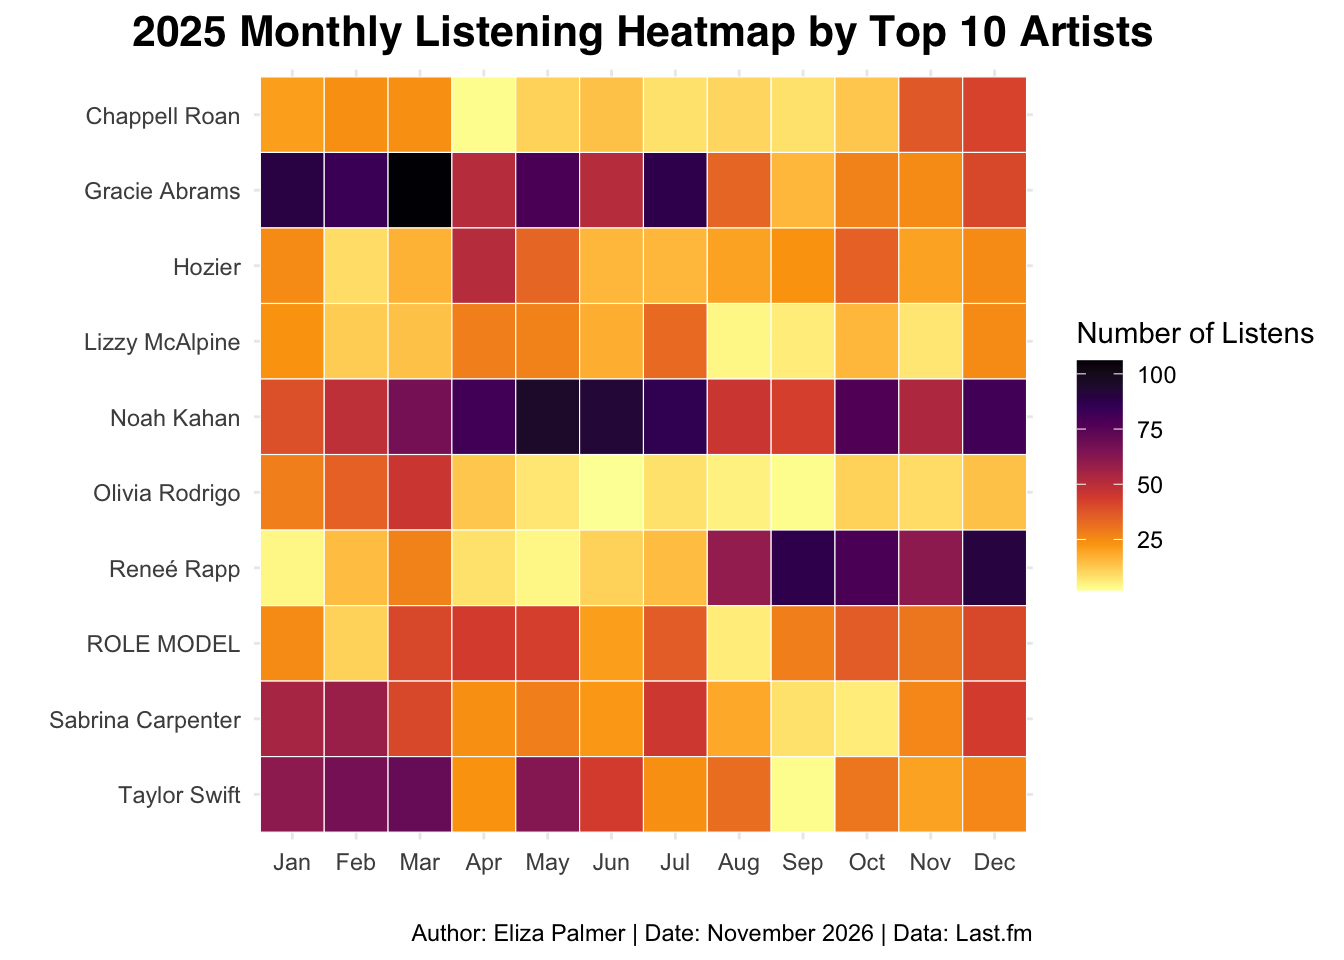 2025 Monthly Listening Heatmap by Top 10 Artists
Chappell Roan
Gracie Abrams
Hozier
Lizzy McAlpine
Noah Kahan
Olivia Rodrigo
Reneé Rapp
ROLE MODEL
Sabrina Carpenter
Taylor Swift
Jan Feb Mar Apr May Jun Jul Aug Sep Oct Nov Dec
Number of Listens
100
75
50
25
Author: Eliza Palmer | Date: November 2026 | Data: Last.fm